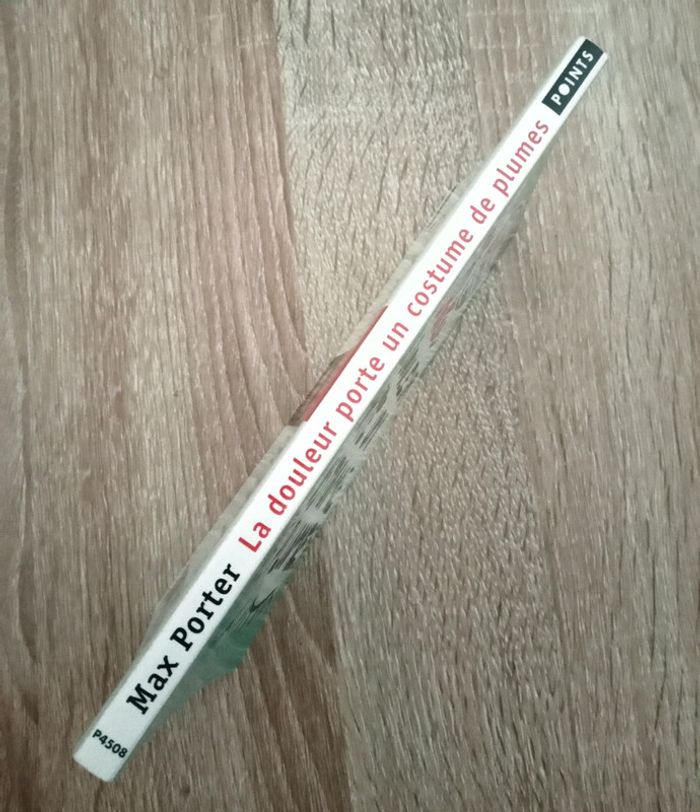 P4508
Max Porter La douleur porte un costume de plumes
POINTS